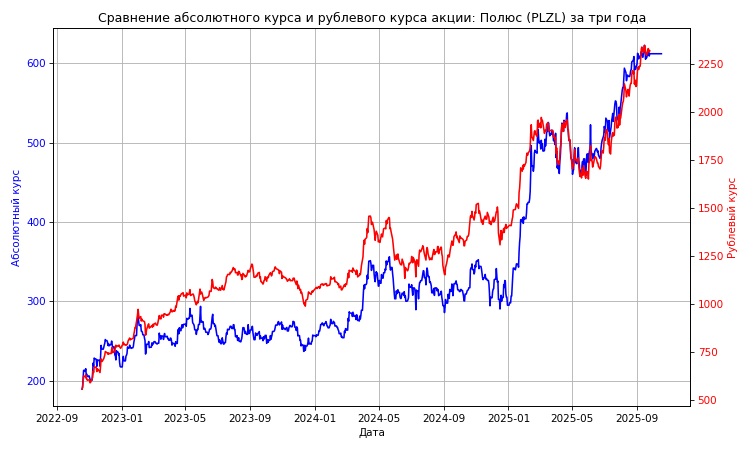 Сравнение абсолютного курса и рублевого курса акции: Полюс (PLZL) за три года
Абсолютный курс
600
500
400
300
200
2250
2000
1750
1500
1250
1000
750
500
Рублевый курс
2022-09 2023-01 2023-05 2023-09 2024-01 2024-05 2024-09 2025-01 2025-05 2025-09
Дата